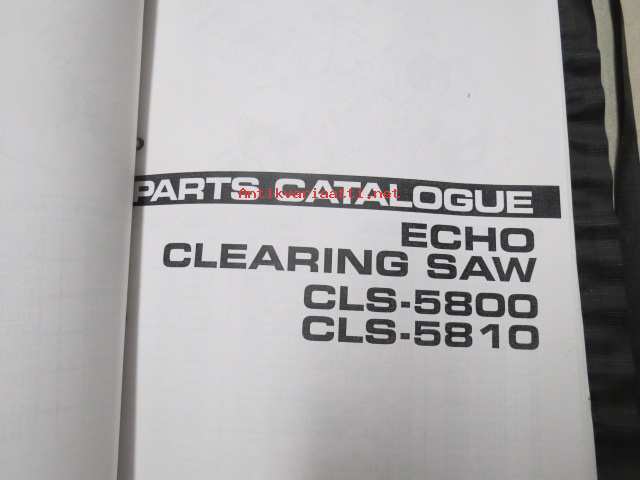 PARTS CATALOGUE
Antikvariaatti.net
ECHO
CLEARING SAW
CLS-5800
CLS-5810